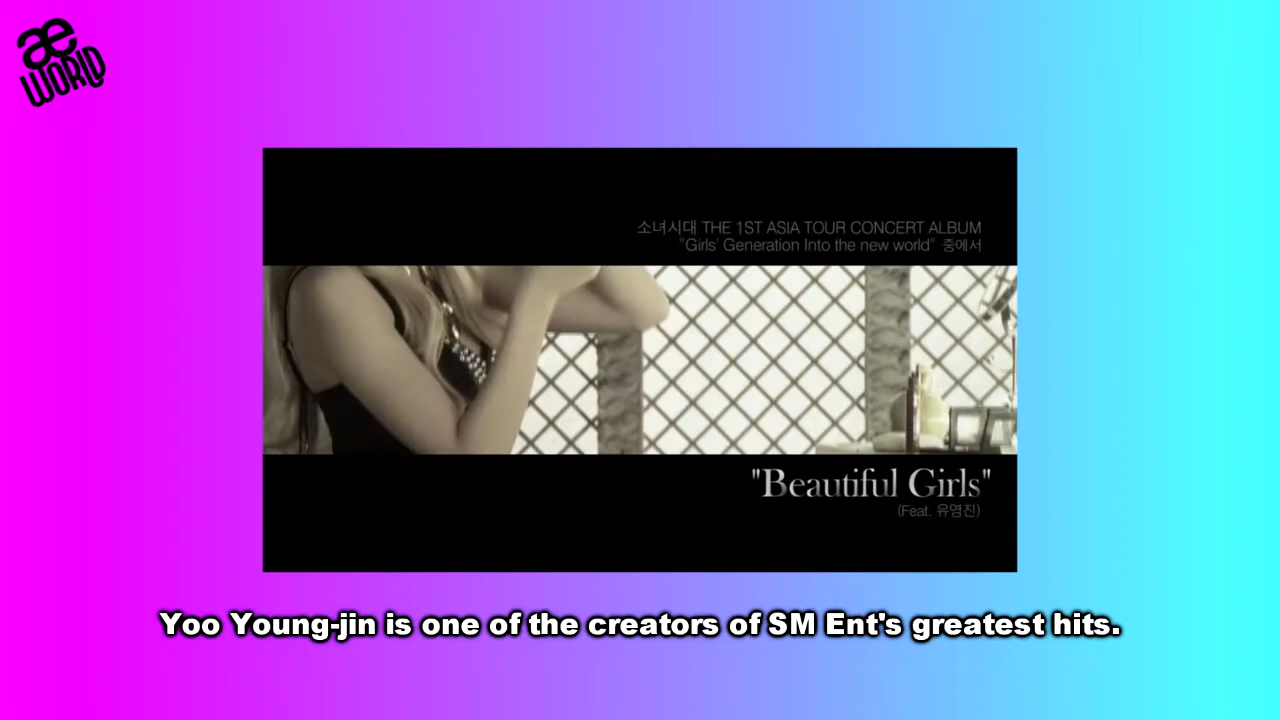 æ
WORLD
소녀시대 THE 1ST ASIA TOUR CONCERT ALBUM
"Girls' Generation Into the new world" 중에서
"Beautiful Girls"
(Feat. 유영진)
Yoo Young-jin is one of the creators of SM Ent's greatest hits.